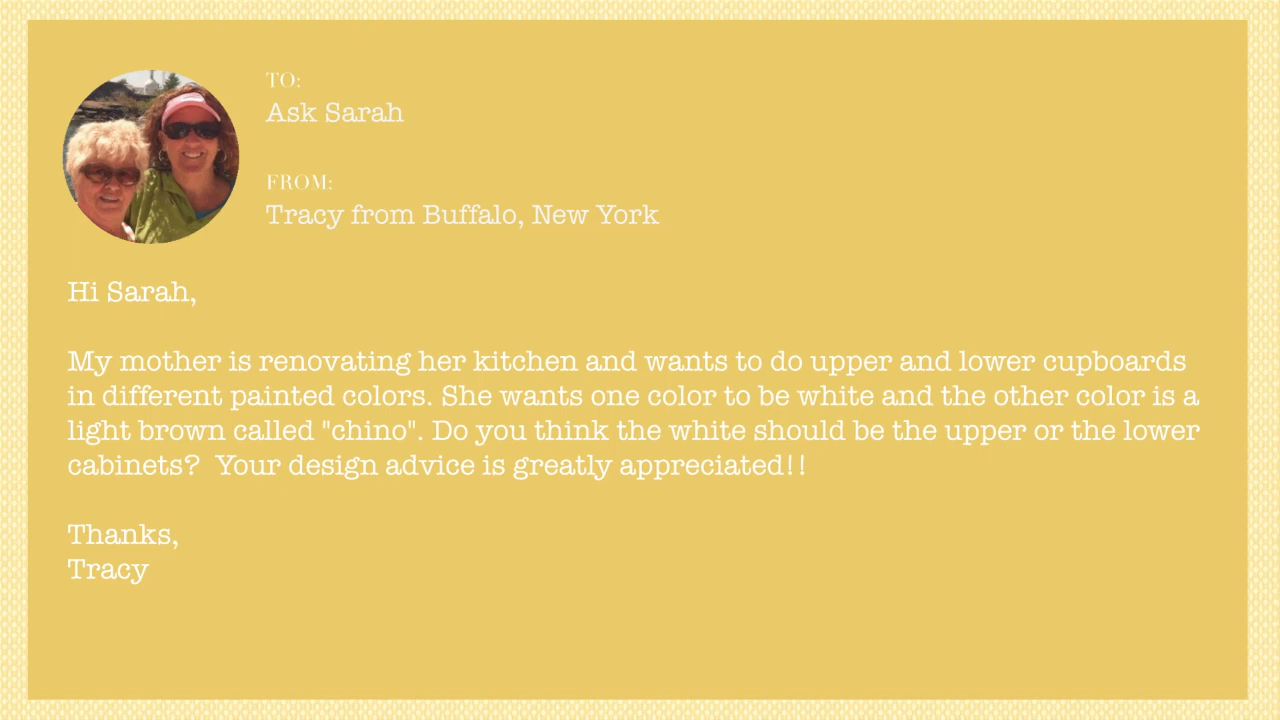 TO:
Ask Sarah
FROM:
Tracy from Buffalo, New York
Hi Sarah,
My mother is renovating her kitchen and wants to do upper and lower cupboards
in different painted colors. She wants one color to be white and the other color is a
light brown called "chino". Do you think the white should be the upper or the lower
cabinets?  Your design advice is greatly appreciated!!
Thanks,
Tracy